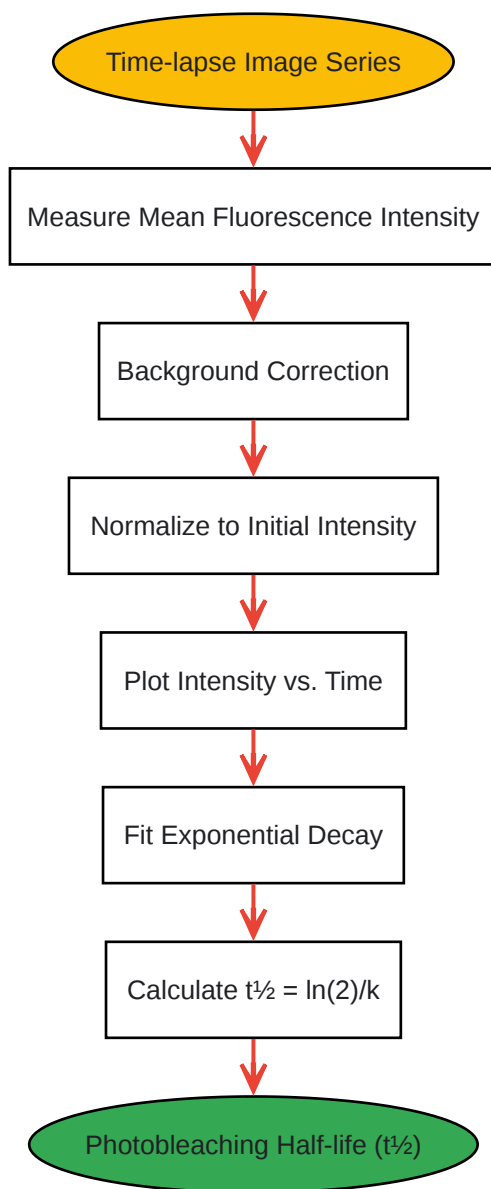 Time-lapse Image Series
Measure Mean Fluorescence Intensity
Background Correction
Normalize to Initial Intensity
Plot Intensity vs. Time
Fit Exponential Decay
Calculate t½ = ln(2)/k
Photobleaching Half-life (t½)